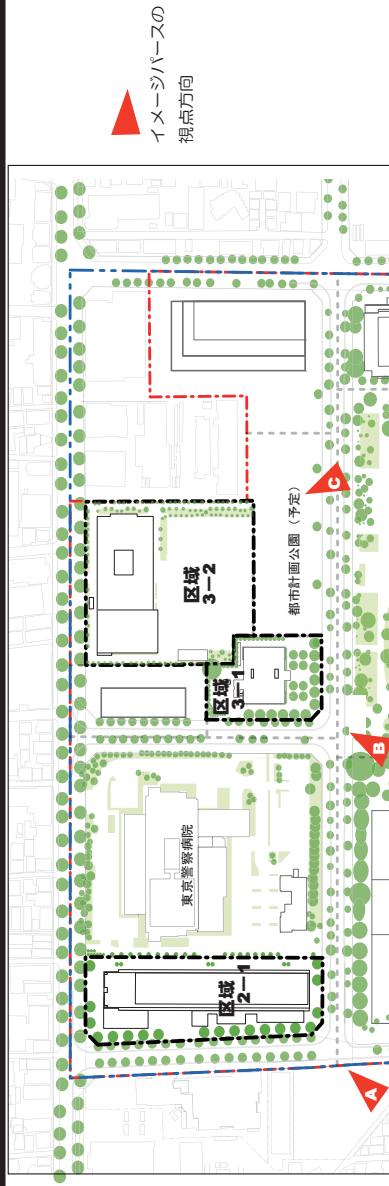 イメージパースの
視点方向
区域
3－2
都市計画公園（予定）
C
区域
3－1
B
東京警察病院
区域
2－1
A